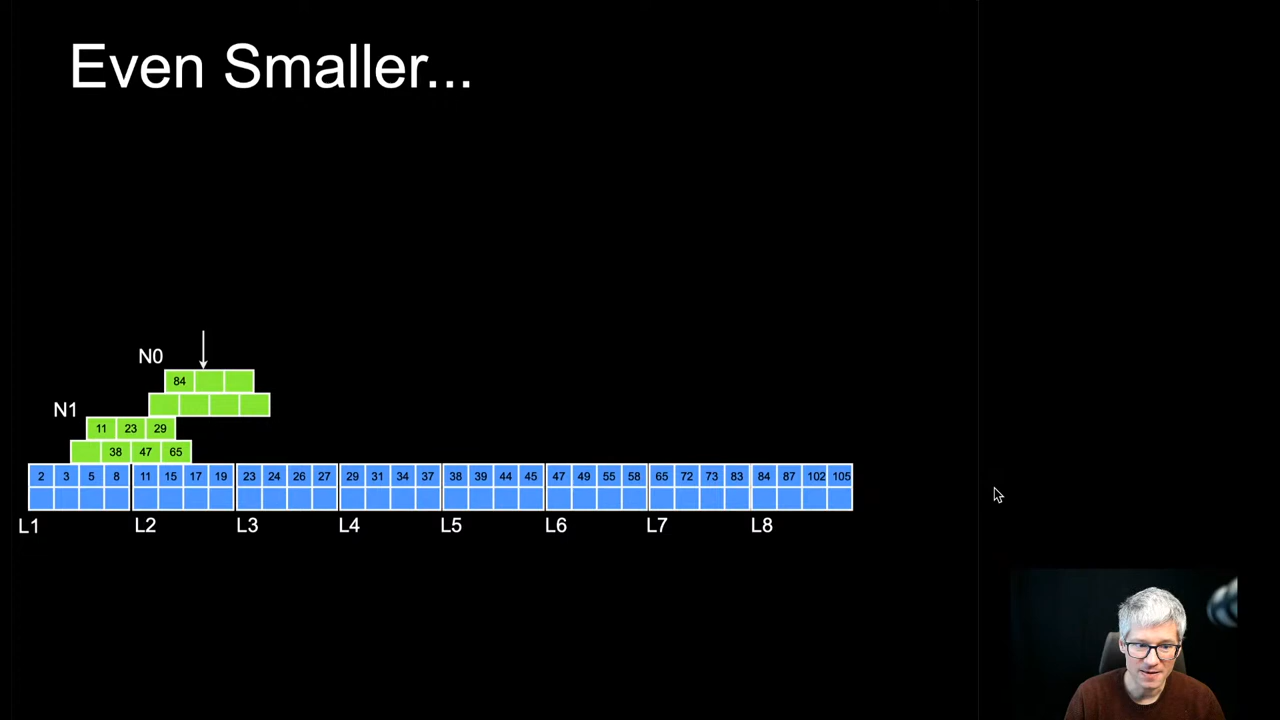 Even Smaller...
N0
84
N1
11 23 29
38 47 65
2 3 5 8 11 15 17 19 23 24 26 27 29 31 34 37 38 39 44 45 47 49 55 58 65 72 73 83 84 87 102 105
L1 L2 L3 L4 L5 L6 L7 L8